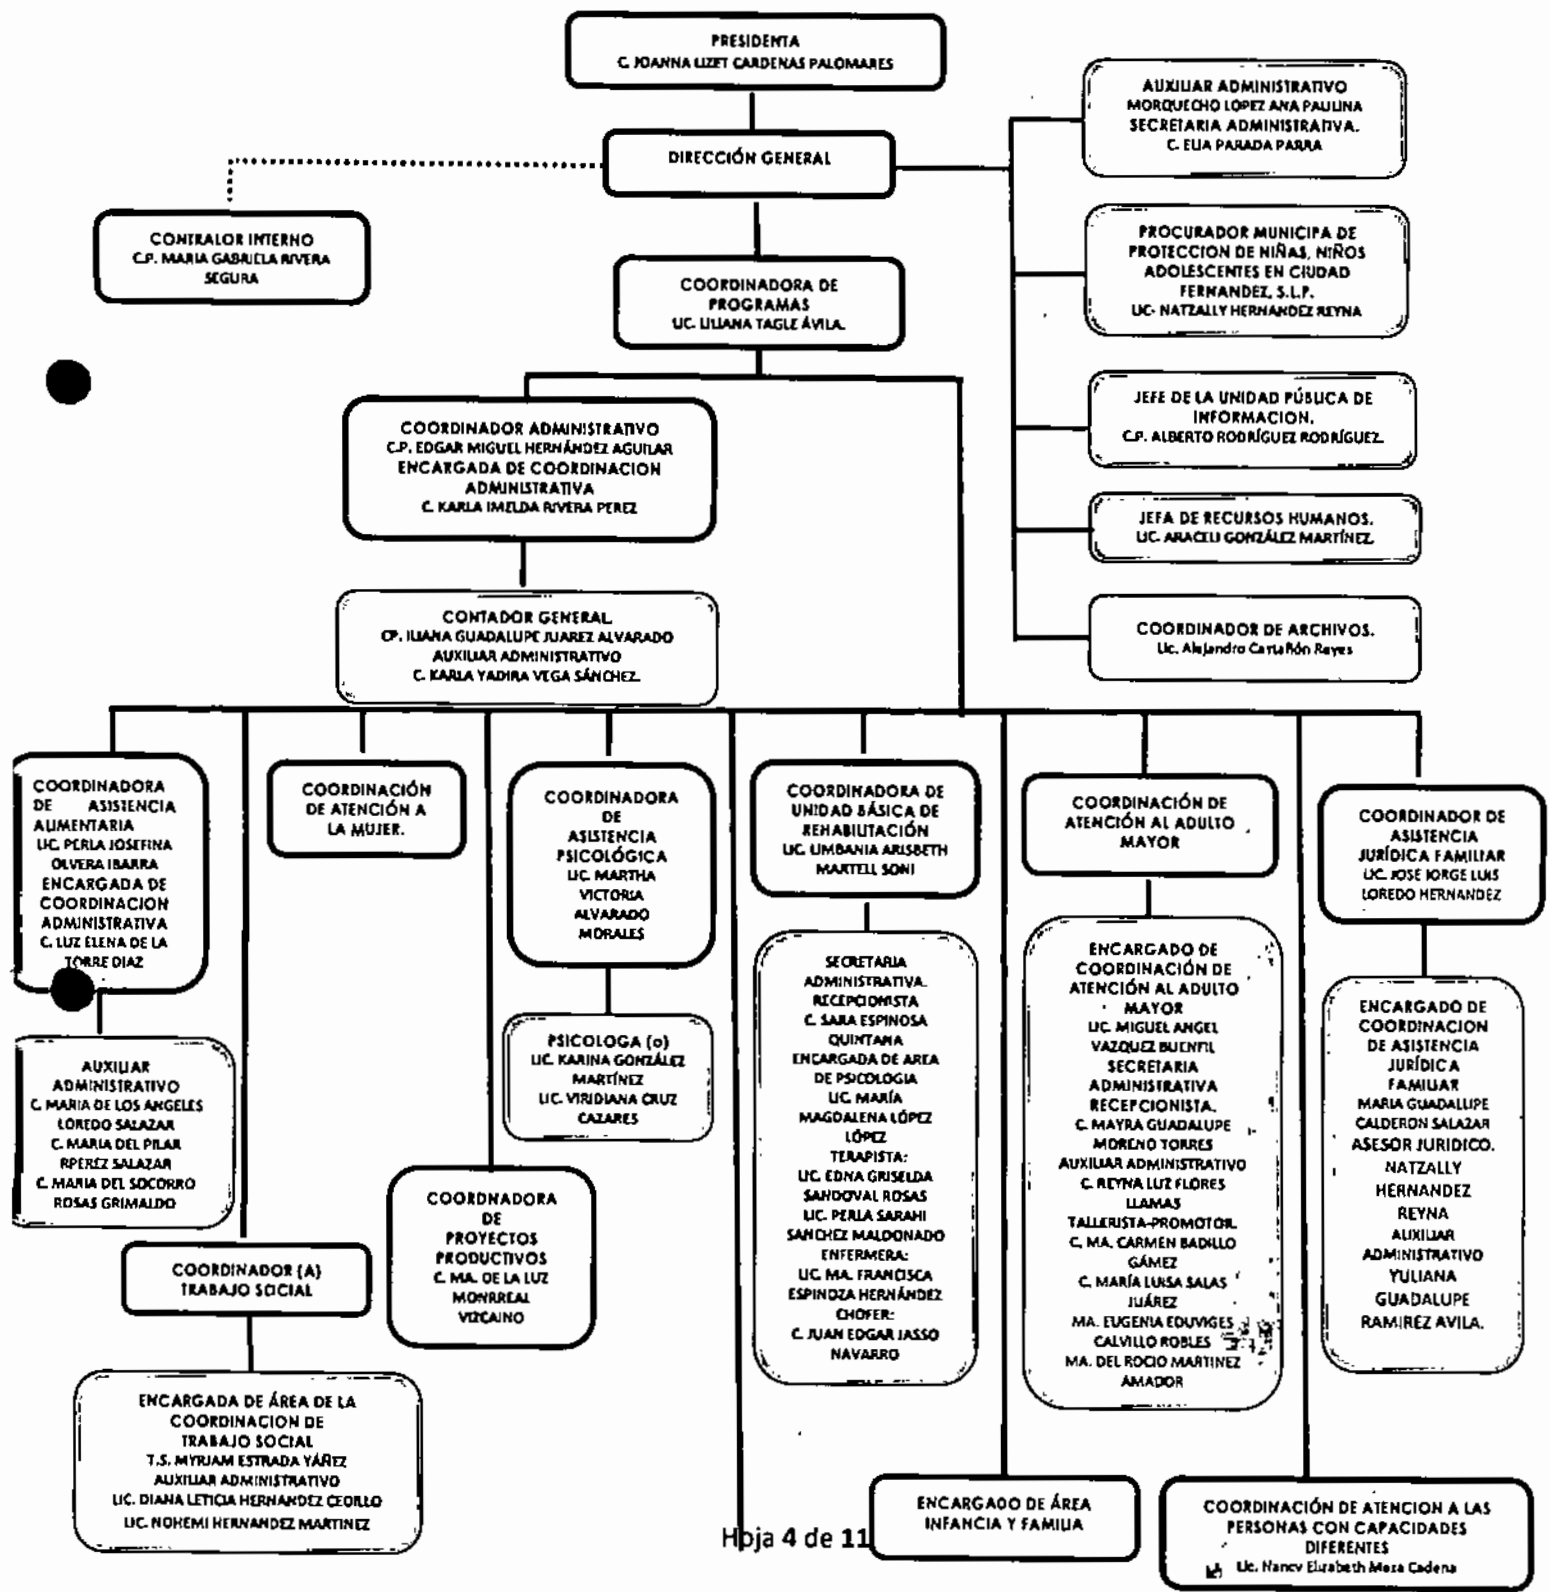 PRESIDENTA
C. JOANNA LIZET CARDENAS PALOMARES
DIRECCIÓN GENERAL
AUXILIAR ADMINISTRATIVO
MORQUECHO LOPEZ ANA PAULINA
SECRETARIA ADMINISTRATIVA.
C. ELIA PARADA PARRA
CONTRALOR INTERNO
C.P. MARIA GABRIELA RIVERA
SEGURA
PROCURADOR MUNICIPA DE
PROTECCION DE NIÑAS, NIÑOS
ADOLESCENTES EN CIUDAD
FERNANDEZ, S.L.P.
LIC- NATZALLY HERNANDEZ REYNA
COORDINADORA DE
PROGRAMAS
LIC. LILIANA TAGLE ÁVILA.
JEFE DE LA UNIDAD PÚBLICA DE
INFORMACION.
C.P. ALBERTO RODRÍGUEZ RODRÍGUEZ.
COORDINADOR ADMINISTRATIVO
C.P. EDGAR MIGUEL HERNÁNDEZ AGUILAR
ENCARGADA DE COORDINACION
ADMINISTRATIVA
C. KARLA IMELDA RIVERA PEREZ
JEFA DE RECURSOS HUMANOS.
LIC. ARACELI GONZÁLEZ MARTÍNEZ.
CONTADOR GENERAL.
CP. ILIANA GUADALUPE JUAREZ ALVARADO
AUXILIAR ADMINISTRATIVO
C. KARLA YADIRA VEGA SÁNCHEZ.
COORDINADOR DE ARCHIVOS.
Lic. Alejandro Castañón Reyes
COORDINADORA
DE ASISTENCIA
ALIMENTARIA
LIC. PERLA JOSEFINA
OLVERA IBARRA
ENCARGADA DE
COORDINACION
ADMINISTRATIVA
C. LUZ ELENA DE LA
TORRE DIAZ
COORDINACIÓN
DE ATENCIÓN A
LA MUJER.
COORDINADORA
DE
ASISTENCIA
PSICOLÓGICA
LIC. MARTHA
VICTORIA
ALVARADO
MORALES
COORDINADORA DE
UNIDAD BÁSICA DE
REHABILITACIÓN
LIC. LIMBANIA ARISBETH
MARTELL SONI
COORDINACIÓN DE
ATENCIÓN AL ADULTO
MAYOR
COORDINADOR DE
ASISTENCIA
JURÍDICA FAMILIAR
LIC. JOSE JORGE LUIS
LOREDO HERNANDEZ
AUXILIAR
ADMINISTRATIVO
C. MARIA DE LOS ANGELES
LOREDO SALAZAR
C. MARIA DEL PILAR
RPEREZ SALAZAR
C. MARIA DEL SOCORRO
ROSAS GRIMALDO
PSICOLOGA (o)
LIC. KARINA GONZÁLEZ
MARTÍNEZ
LIC. VIRIDIANA CRUZ
CAZARES
SECRETARIA
ADMINISTRATIVA.
RECEPCIONISTA
C. SARA ESPINOSA
QUINTANA
ENCARGADA DE AREA
DE PSICOLOGIA
LIC. MARÍA
MAGDALENA LÓPEZ
LÓPEZ
TERAPISTA:
LIC. EDNA GRISELDA
SANDOVAL ROSAS
LIC. PERLA SARAHI
SANCHEZ MALDONADO
ENFERMERA:
LIC. MA. FRANCISCA
ESPINOZA HERNÁNDEZ
CHOFER:
C. JUAN EDGAR JASSO
NAVARRO
ENCARGADO DE
COORDINACIÓN DE
ATENCIÓN AL ADULTO
MAYOR
LIC. MIGUEL ANGEL
VAZQUEZ BUENFIL
SECRETARIA
ADMINISTRATIVA
RECEPCIONISTA.
C. MAYRA GUADALUPE
MORENO TORRES
AUXILIAR ADMINISTRATIVO
C. REYNA LUZ FLORES
LLAMAS
TALLERISTA-PROMOTOR.
C. MA. CARMEN BADILLO
GÁMEZ
C. MARÍA LUISA SALAS
JUÁREZ
MA. EUGENIA EDUVIGES
CALVILLO ROBLES
MA. DEL ROCIO MARTINEZ
AMADOR
ENCARGADO DE
COORDINACION
DE ASISTENCIA
JURÍDICA
FAMILIAR
MARIA GUADALUPE
CALDERON SALAZAR
ASESOR JURIDICO.
NATZALLY
HERNANDEZ
REYNA
AUXILIAR
ADMINISTRATIVO
YULIANA
GUADALUPE
RAMIREZ AVILA.
COORDNADORA
DE
PROYECTOS
PRODUCTIVOS
C. MA. DE LA LUZ
MONRREAL
VIZCAINO
COORDINADOR (A)
TRABAJO SOCIAL
ENCARGADA DE ÁREA DE LA
COORDINACION DE
TRABAJO SOCIAL
T.S. MYRIAM ESTRADA YÁÑEZ
AUXILIAR ADMINISTRATIVO
LIC. DIANA LETICIA HERNANDEZ CEDILLO
LIC. NOHEMI HERNANDEZ MARTINEZ
ENCARGADO DE ÁREA
INFANCIA Y FAMILIA
COORDINACIÓN DE ATENCION A LAS
PERSONAS CON CAPACIDADES
DIFERENTES
Lic. Nancy Elizabeth Meza Cadena
Hoja 4 de 11